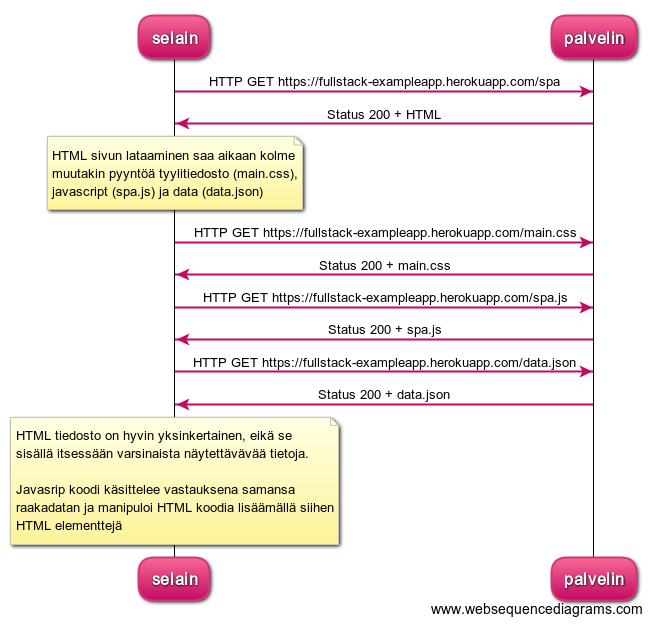 selain
palvelin
HTTP GET https://fullstack-exampleapp.herokuapp.com/spa
Status 200 + HTML
HTML sivun lataaminen saa aikaan kolme
muutakin pyyntöä tyylitiedosto (main.css),
javascript (spa.js) ja data (data.json)
HTTP GET https://fullstack-exampleapp.herokuapp.com/main.css
Status 200 + main.css
HTTP GET https://fullstack-exampleapp.herokuapp.com/spa.js
Status 200 + spa.js
HTTP GET https://fullstack-exampleapp.herokuapp.com/data.json
Status 200 + data.json
HTML tiedosto on hyvin yksinkertainen, eikä se
sisällä itsessään varsinaista näytettävävää tietoja.
Javasrip koodi käsittelee vastauksena samansa
raakadatan ja manipuloi HTML koodia lisäämällä siihen
HTML elementtejä
selain
palvelin
www.websequencediagrams.com